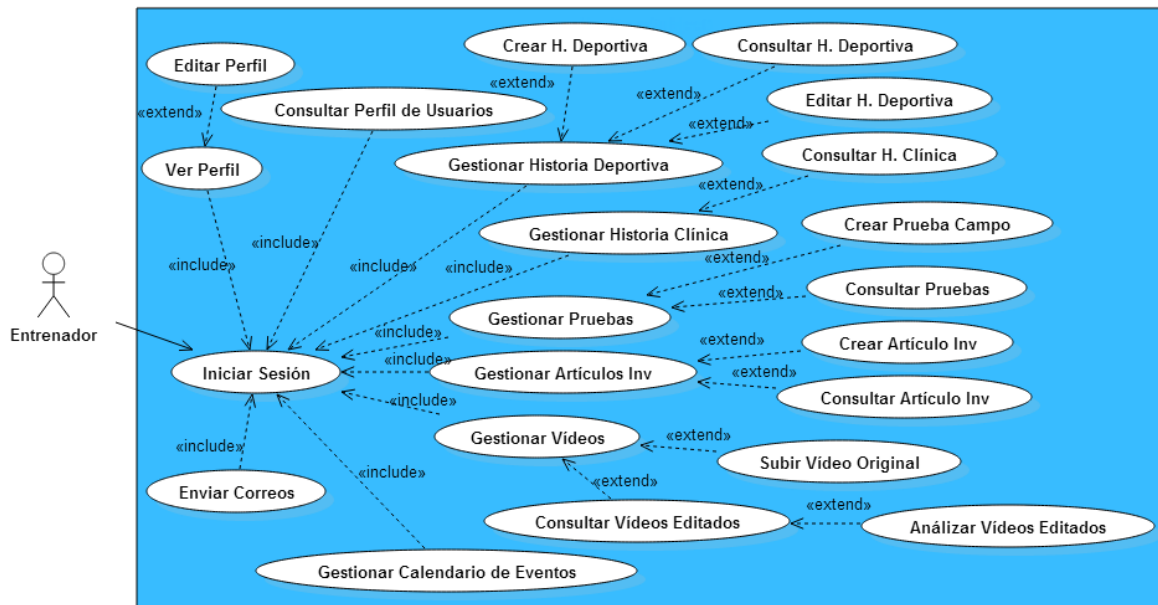 Crear H. Deportiva
Consultar H. Deportiva
Editar Perfil
«extend»
«extend»
Editar H. Deportiva
«extend»
Consultar Perfil de Usuarios
«extend»
Consultar H. Clínica
Ver Perfil
Gestionar Historia Deportiva
«extend»
Crear Prueba Campo
Gestionar Historia Clínica
«include»
«extend»
«include»
«include»
«include»
Consultar Pruebas
«extend»
Entrenador
Gestionar Pruebas
«include»
«extend»
Crear Artículo Inv
Iniciar Sesión
«include»
Gestionar Artículos Inv
«extend»
Consultar Artículo Inv
«include»
Gestionar Vídeos
«extend»
«include»
Subir Vídeo Original
«include»
«extend»
Enviar Correos
Consultar Vídeos Editados
«extend»
Análizar Vídeos Editados
Gestionar Calendario de Eventos